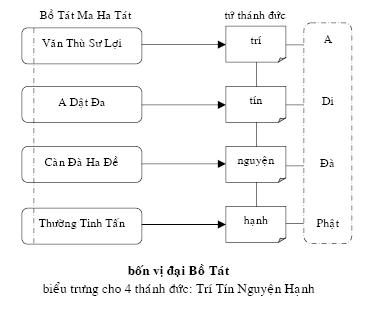 Bồ Tát Ma Ha Tát tứ thánh đức
Văn Thù Sư Lợi trí A
A Dật Đa tín Di
Càn Đà Ha Đề nguyện Đà
Thường Tinh Tấn hạnh Phật
bốn vị đại Bồ Tát
biểu trưng cho 4 thánh đức: Trí Tín Nguyện Hạnh